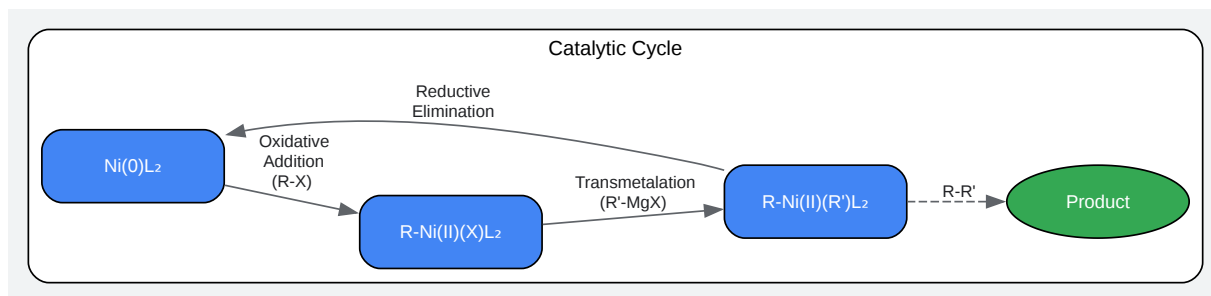 Catalytic Cycle
Reductive
Elimination
Oxidative
Addition
(R-X)
Ni(0)L₂
Transmetalation
(R'-MgX)
R-Ni(II)(X)L₂
R-Ni(II)(R')L₂
R-R'
Product